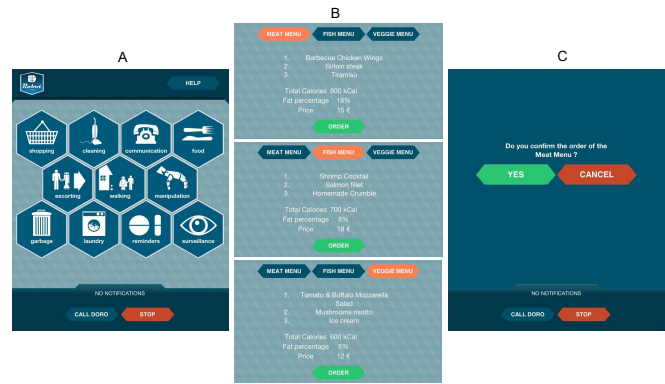 A
Robot
HELP
shopping
cleaning
communication
food
escorting
walking
manipulation
garbage
laundry
reminders
surveillance
NO NOTIFICATIONS
CALL DORO
STOP
B
MEAT MENU
FISH MENU
VEGGIE MENU
1. Barbecue Chicken Wings
2. Sirloin steak
3. Tiramisù
Total Calories 800 kCal
Fat percentage 18%
Price 15 €
ORDER
MEAT MENU
FISH MENU
VEGGIE MENU
1. Shrimp Cocktail
2. Salmon fillet
3. Homemade Crumble
Total Calories 700 kCal
Fat percentage 8%
Price 18 €
ORDER
MEAT MENU
FISH MENU
VEGGIE MENU
1. Tomato & Buffalo Mozzarella
Salad
2. Mushrooms risotto
3. Ice cream
Total Calories 600 kCal
Fat percentage 5%
Price 12 €
ORDER
C
Do you confirm the order of the
Meat Menu ?
YES
CANCEL
NO NOTIFICATIONS
CALL DORO
STOP